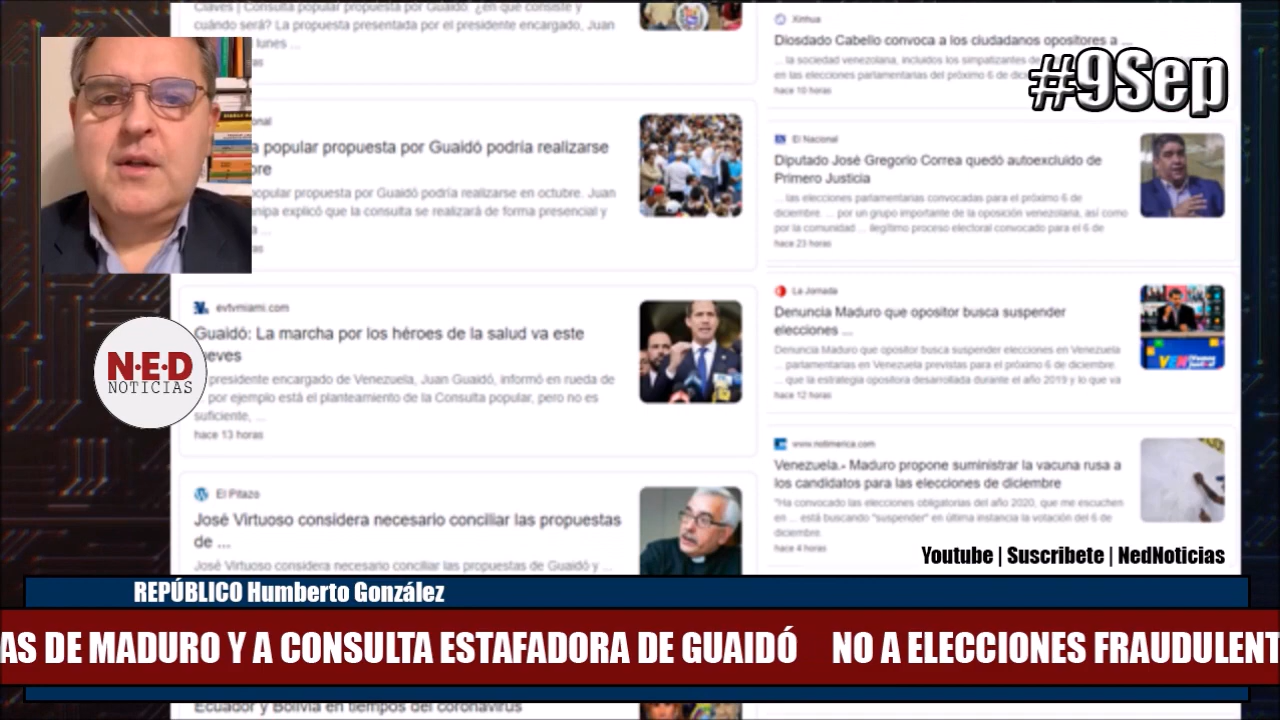 Claves | Consulta popular propuesta por Guaidó: ¿en qué consiste y
cuándo será? La propuesta presentada por el presidente encargado, Juan
lunes ...
a popular propuesta por Guaidó podría realizarse
popular propuesta por Guaidó podría realizarse en octubre. Juan
explicó que la consulta se realizará de forma presencial y
evtvmiami.com
Guaidó: La marcha por los héroes de la salud va este
presidente encargado de Venezuela, Juan Guaidó, informó en rueda de
por ejemplo está el planteamiento de la Consulta popular, pero no es
suficiente, ...
hace 13 horas
El Pitazo
José Virtuoso considera necesario conciliar las propuestas
de ...
José Virtuoso considera necesario conciliar las propuestas de Guaidó y ...
Ecuador y Bolivia en tiempos del coronavirus
Xinhua
Diosdado Cabello convoca a los ciudadanos opositores a ...
... la sociedad venezolana, incluidos los simpatizantes de
en las elecciones parlamentarias del próximo 6 de
hace 10 horas
#9Sep
El Nacional
Diputado José Gregorio Correa quedó autoexcluido de
Primero Justicia
... las elecciones parlamentarias convocadas para el próximo 6 de
diciembre. ... por un grupo importante de la oposición venezolana, así como
por la comunidad ... ilegítimo proceso electoral convocado para el 6 de
hace 23 horas
La Jornada
Denuncia Maduro que opositor busca suspender
elecciones ...
Denuncia Maduro que opositor busca suspender elecciones en Venezuela
... parlamentarias en Venezuela previstas para el próximo 6 de diciembre.
... que la estrategia opositora desarrollada durante el año 2019 y lo que va
hace 12 horas
www.notimerica.com
Venezuela.- Maduro propone suministrar la vacuna rusa a
los candidatos para las elecciones de diciembre
"Ha convocado las elecciones obligatorias del año 2020, que me escuchen
en ... está buscando "suspender" en última instancia la votación del 6 de
diciembre.
hace 4 horas
N·E·D
NOTICIAS
Youtube | Suscribete | NedNoticias
REPÚBLICO Humberto González
AS DE MADURO Y A CONSULTA ESTAFADORA DE GUAIDÓ NO A ELECCIONES FRAUDULENT